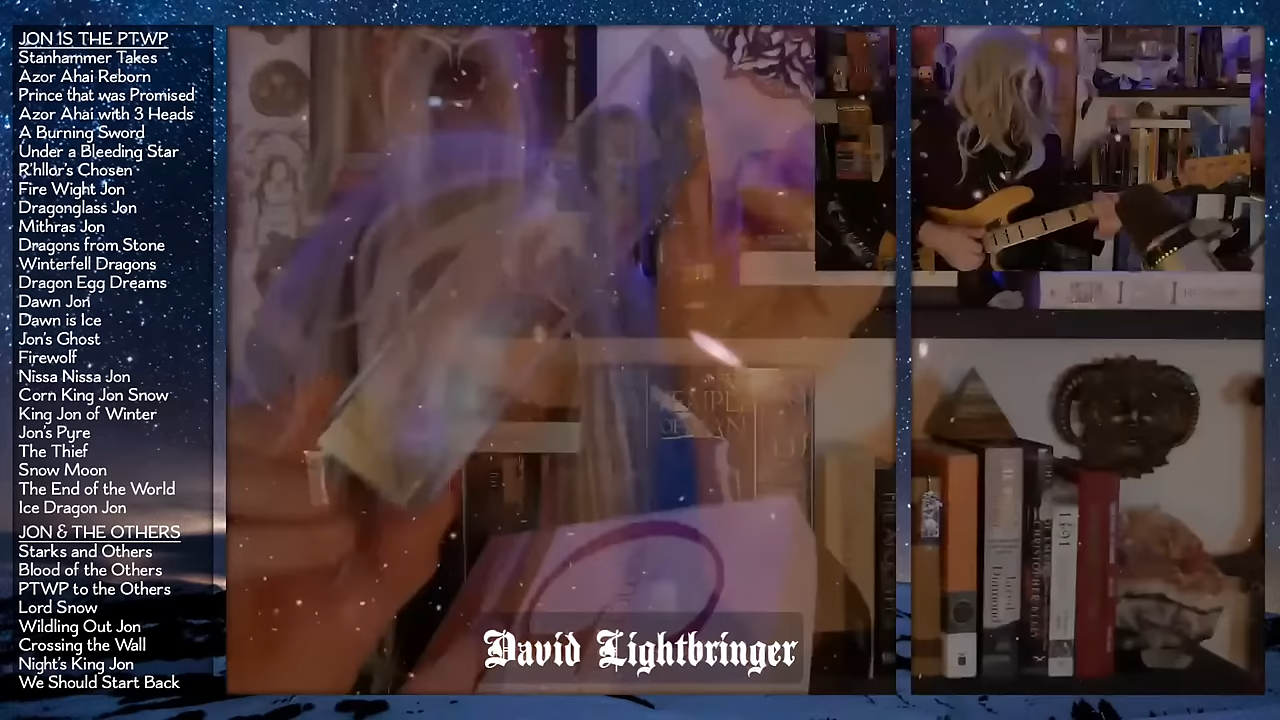 JON IS THE PTWP
Stanhammer Takes
Azor Ahai Reborn
Prince that was Promised
Azor Ahai with 3 Heads
A Burning Sword
Under a Bleeding Star
R'hllor's Chosen
Fire Wight Jon
Dragonglass Jon
Mithras Jon
Dragons from Stone
Winterfell Dragons
Dragon Egg Dreams
Dawn Jon
Dawn is Ice
Jon's Ghost
Firewolf
Nissa Nissa Jon
Corn King Jon Snow
King Jon of Winter
Jon's Pyre
The Thief
Snow Moon
The End of the World
Ice Dragon Jon
JON & THE OTHERS
Starks and Others
Blood of the Others
PTWP to the Others
Lord Snow
Wildling Out Jon
Crossing the Wall
Night's King Jon
We Should Start Back
David Lightbringer
1491